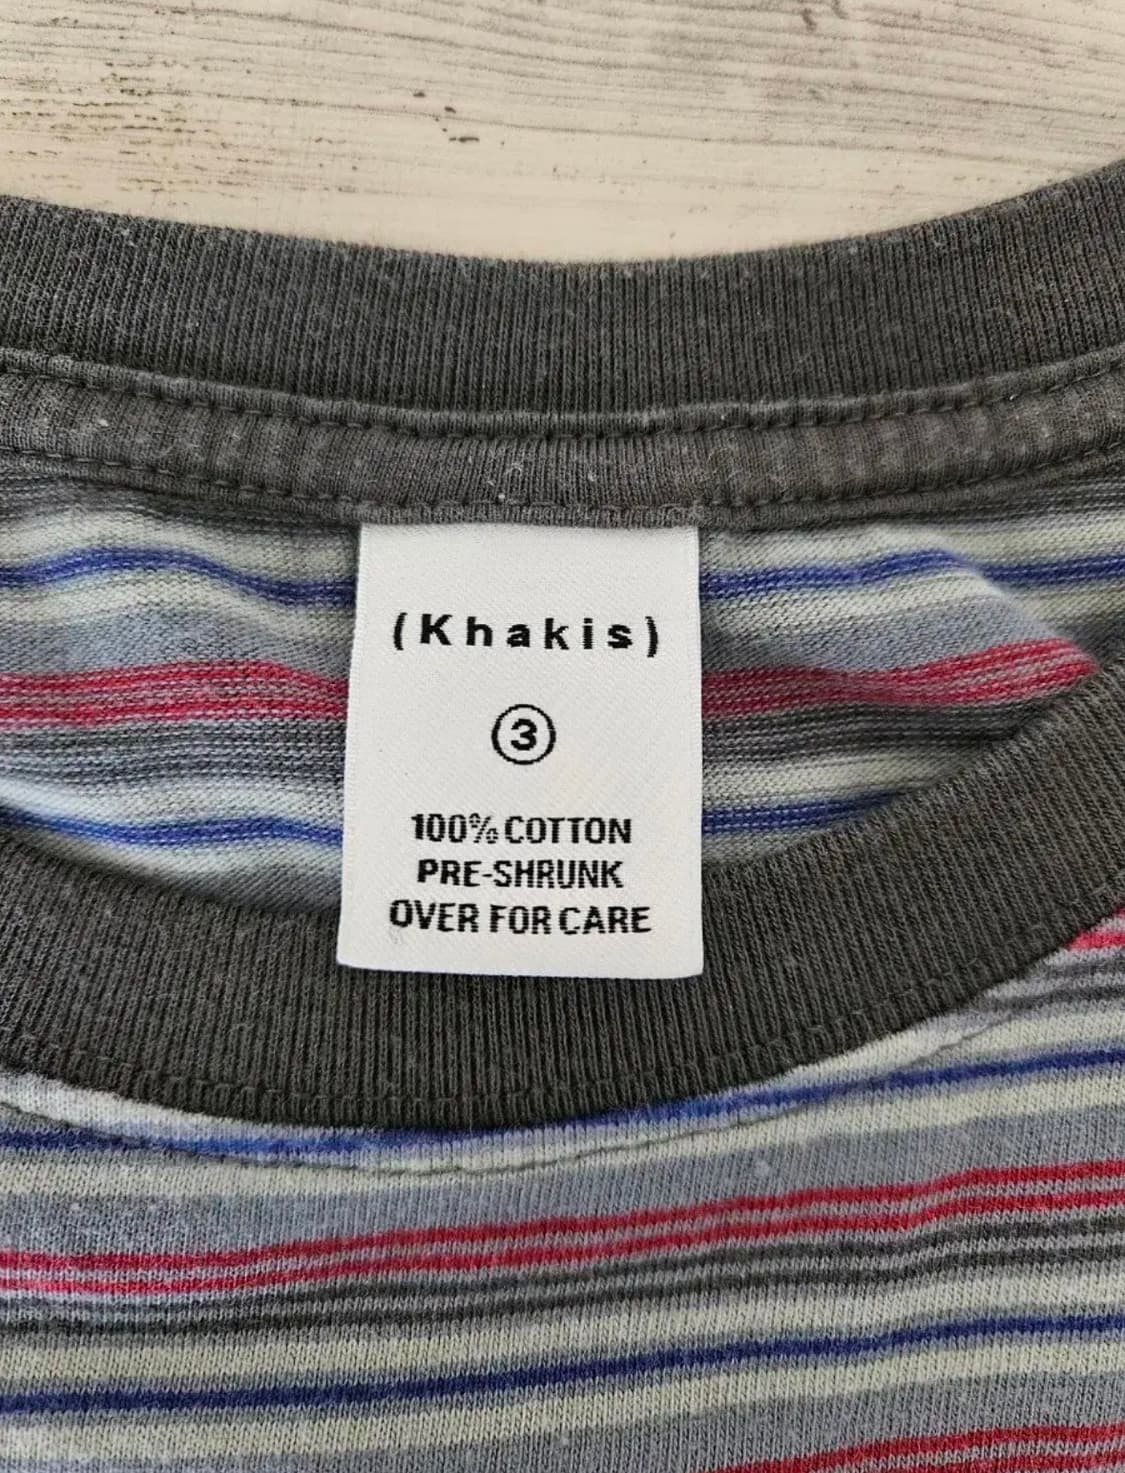 (Khakis)
3
100% COTTON
PRE-SHRUNK
OVER FOR CARE